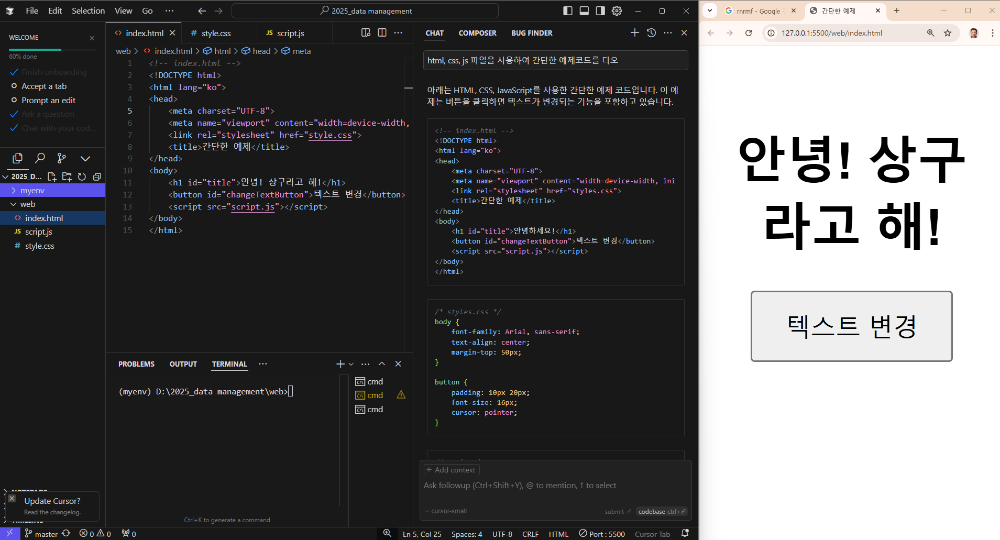 File Edit Selection View Go ··· 2025_data management
WELCOME
60% done
Finish onboarding
Accept a tab
Prompt an edit
Ask a question
Chat with your cod...
2025_D...
myenv
web
<> index.html
JS script.js
# style.css
Update Cursor?
Read the changelog.
<> index.html # style.css JS script.js
web > <> index.html > html > head > meta
1 <!-- index.html -->
2 <!DOCTYPE html>
3 <html lang="ko">
4 <head>
5 <meta charset="UTF-8">
6 <meta name="viewport" content="width=device-width,
7 <link rel="stylesheet" href="style.css">
8 <title>간단한 예제</title>
9 </head>
10 <body>
11 <h1 id="title">안녕! 상구라고 해!</h1>
12 <button id="changeTextButton">텍스트 변경</button>
13 <script src="script.js"></script>
14 </body>
15 </html>
PROBLEMS OUTPUT TERMINAL ···
(myenv) D:\2025_data management\web>
cmd
cmd
cmd
Ctrl+K to generate a command
CHAT COMPOSER BUG FINDER
html, css, js 파일을 사용하여 간단한 예제코드를 다오
아래는 HTML, CSS, JavaScript를 사용한 간단한 예제 코드입니다. 이 예
제는 버튼을 클릭하면 텍스트가 변경되는 기능을 포함하고 있습니다.
<!-- index.html -->
<!DOCTYPE html>
<html lang="ko">
<head>
<meta charset="UTF-8">
<meta name="viewport" content="width=device-width, ini
<link rel="stylesheet" href="styles.css">
<title>간단한 예제</title>
</head>
<body>
<h1 id="title">안녕하세요!</h1>
<button id="changeTextButton">텍스트 변경</button>
<script src="script.js"></script>
</body>
</html>
/* styles.css */
body {
font-family: Arial, sans-serif;
text-align: center;
margin-top: 50px;
}
button {
padding: 10px 20px;
font-size: 16px;
cursor: pointer;
}
+ Add context
Ask followup (Ctrl+Shift+Y), @ to mention, ↑ to select
cursor-small submit ⏎ codebase ctrl+⏎
master 0 0 0 Ln 5, Col 25 Spaces: 4 UTF-8 CRLF HTML Port : 5500 Cursor Tab
rnrmf - Google 간단한 예제
127.0.0.1:5500/web/index.html
안녕! 상구
라고 해!
텍스트 변경